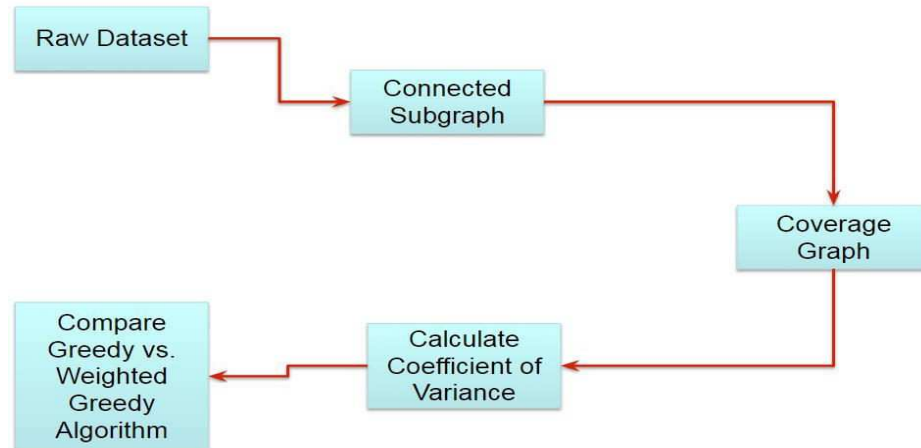 Raw Dataset
Connected
Subgraph
Coverage
Graph
Calculate
Coefficient of
Variance
Compare
Greedy vs.
Weighted
Greedy
Algorithm